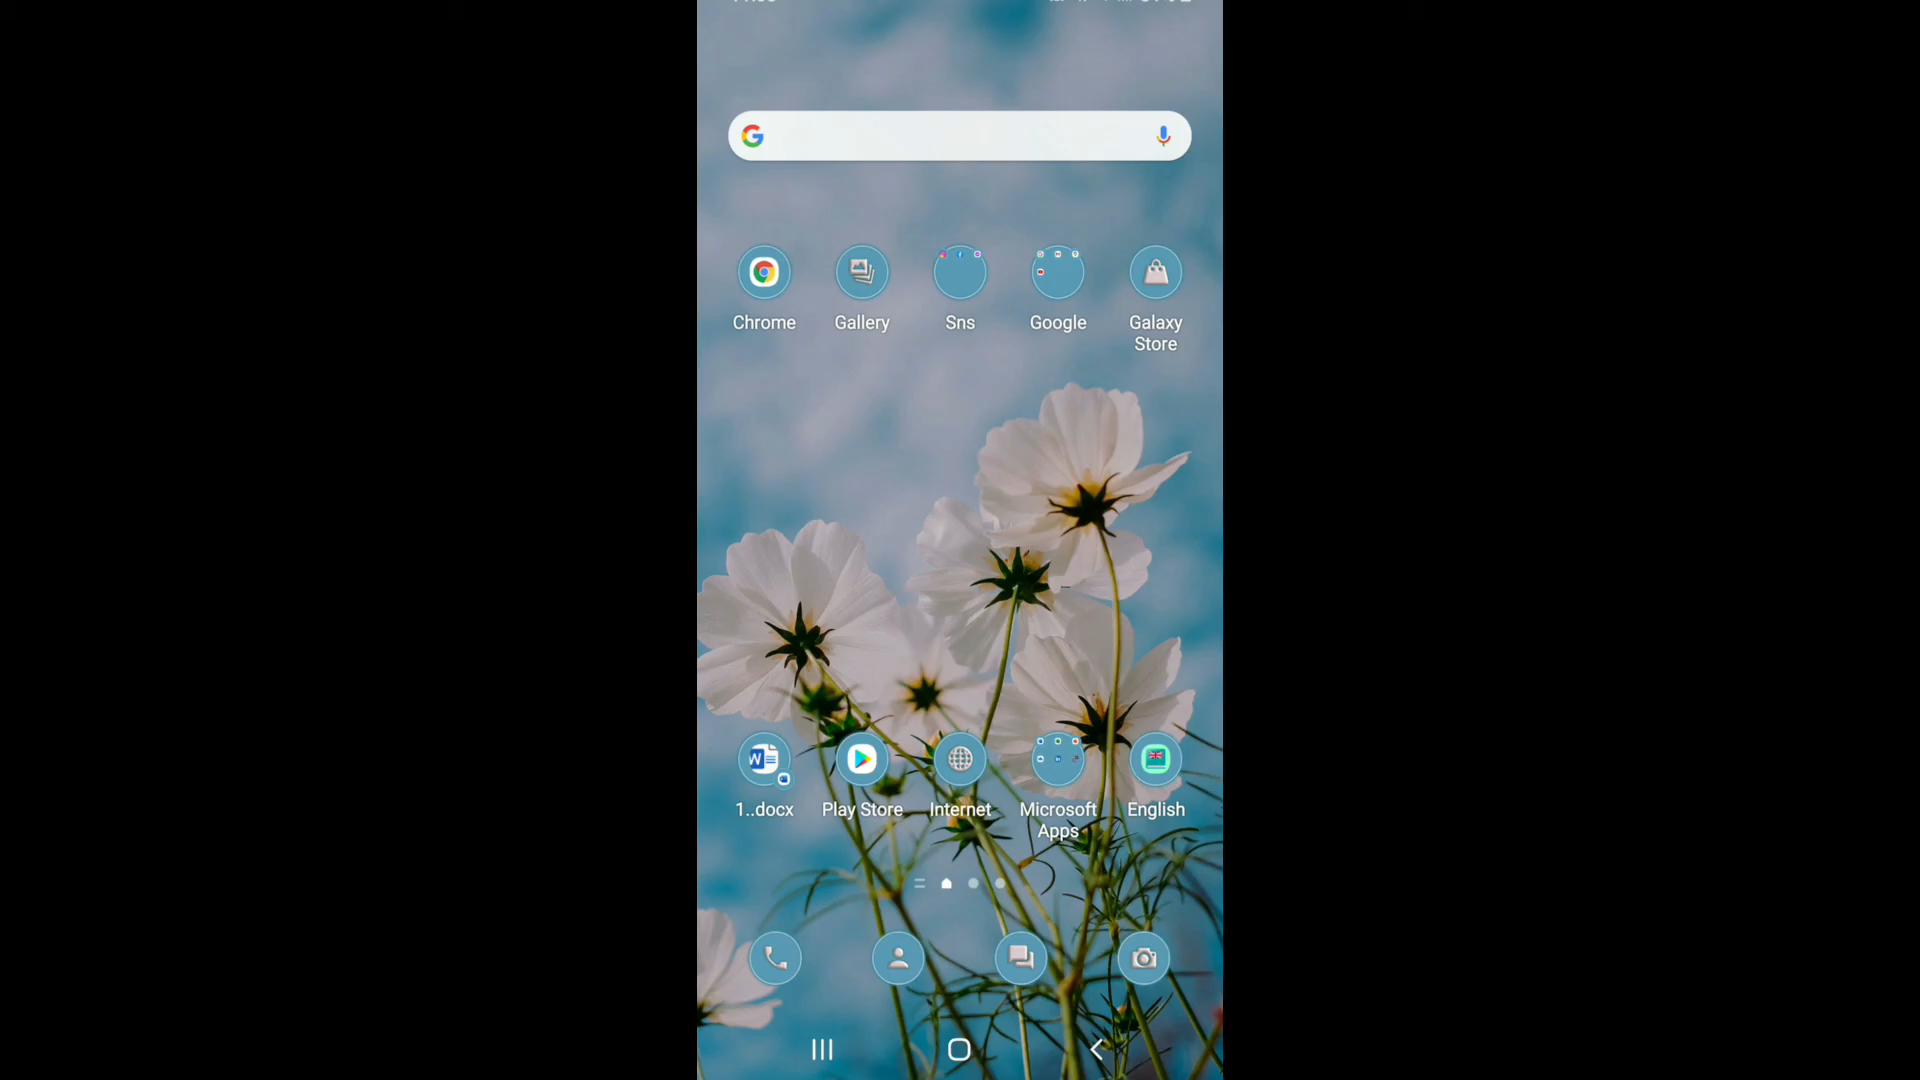 Chrome
Gallery
Sns
Google
Galaxy
Store
1..docx
Play Store
Internet
Microsoft
Apps
English